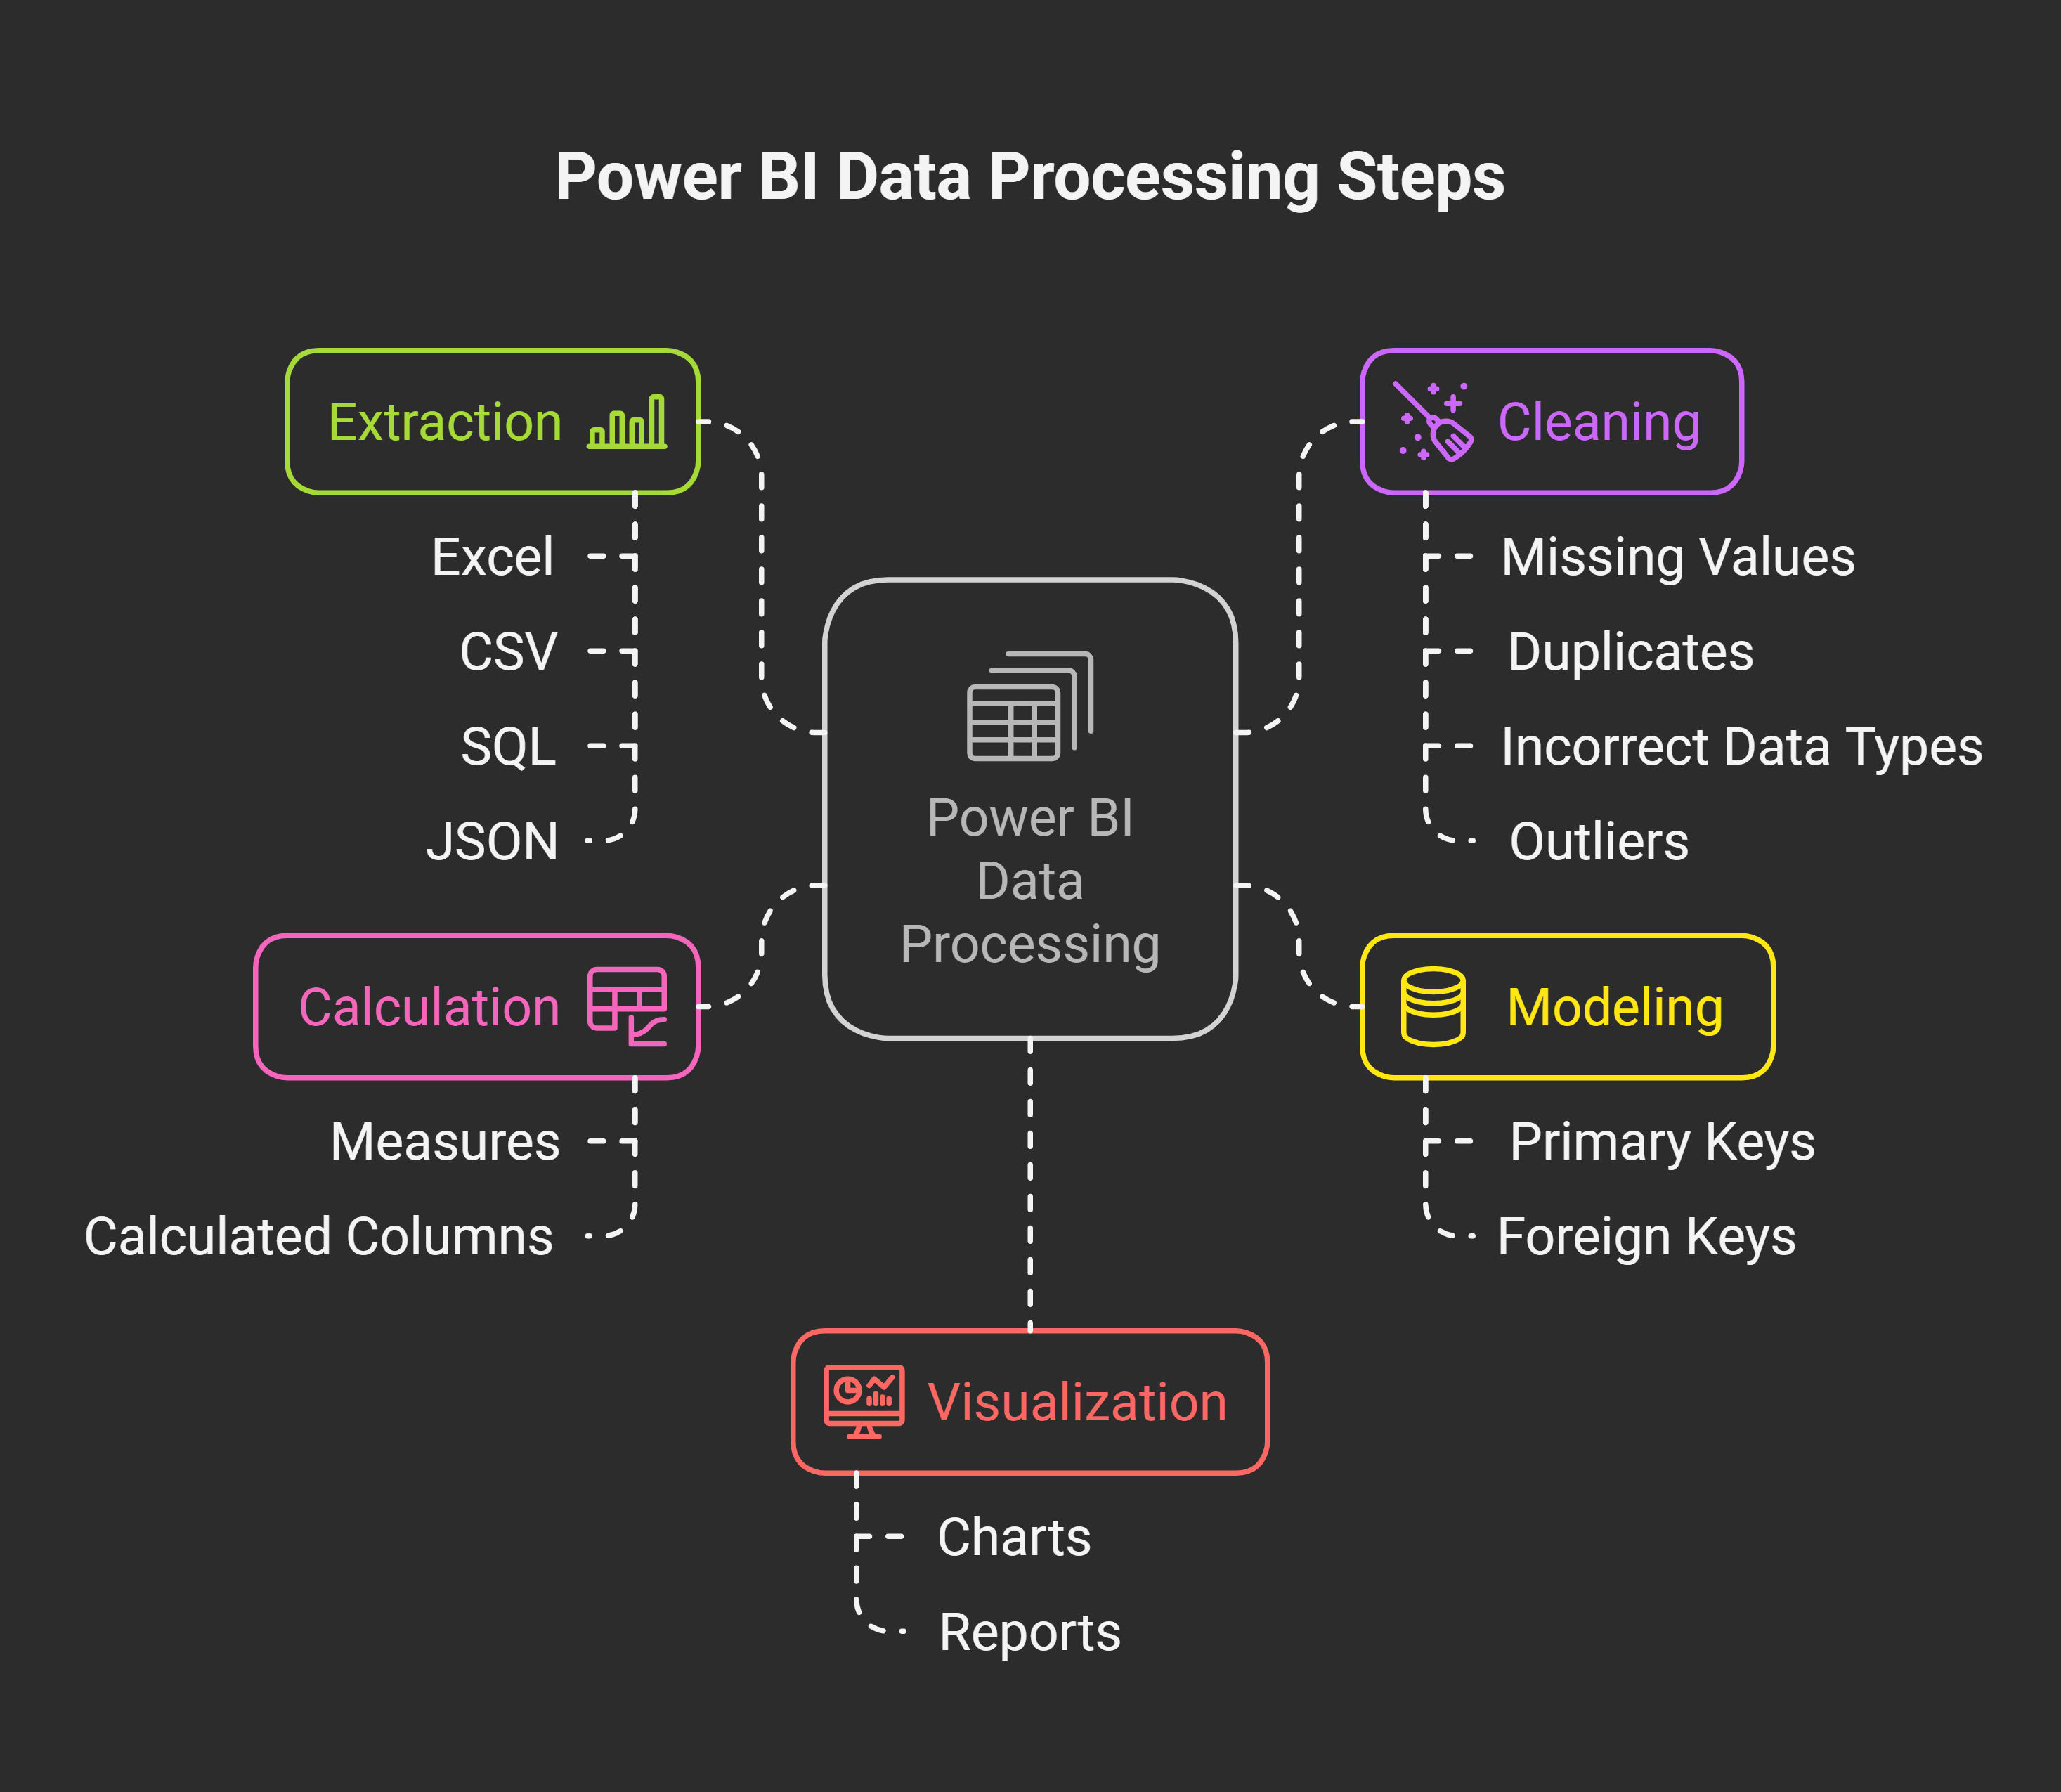 Power BI Data Processing Steps
Extraction
Excel
CSV
SQL
JSON
Cleaning
Missing Values
Duplicates
Incorrect Data Types
Outliers
Power BI
Data
Processing
Calculation
Measures
Calculated Columns
Modeling
Primary Keys
Foreign Keys
Visualization
Charts
Reports